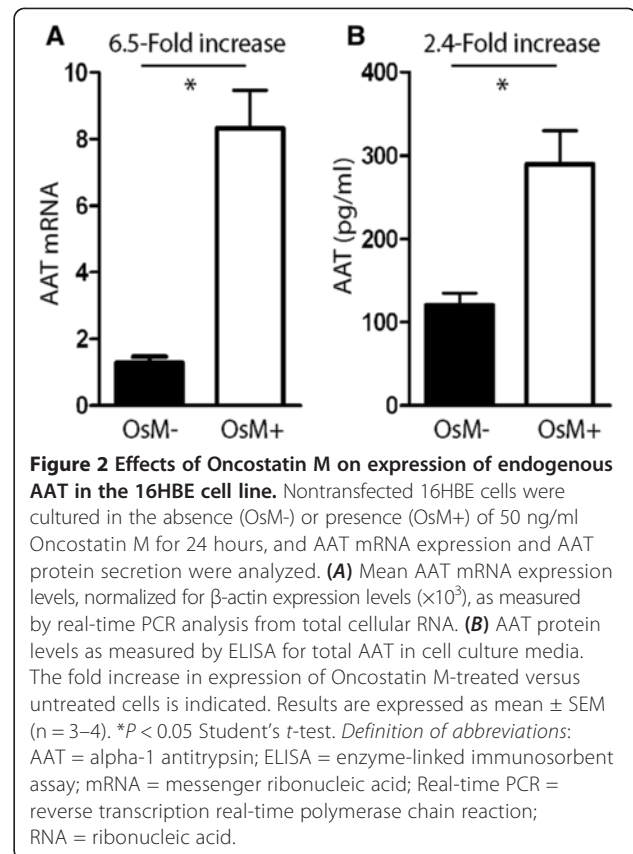 A
6.5-Fold increase
*
10
8
6
4
2
0
AAT mRNA
OsM-
OsM+
B
2.4-Fold increase
*
400
300
200
100
0
AAT (pg/ml)
OsM-
OsM+
Figure 2 Effects of Oncostatin M on expression of endogenous
AAT in the 16HBE cell line. Nontransfected 16HBE cells were
cultured in the absence (OsM-) or presence (OsM+) of 50 ng/ml
Oncostatin M for 24 hours, and AAT mRNA expression and AAT
protein secretion were analyzed. (A) Mean AAT mRNA expression
levels, normalized for β-actin expression levels (×10³), as measured
by real-time PCR analysis from total cellular RNA. (B) AAT protein
levels as measured by ELISA for total AAT in cell culture media.
The fold increase in expression of Oncostatin M-treated versus
untreated cells is indicated. Results are expressed as mean ± SEM
(n = 3–4). *P < 0.05 Student's t-test. Definition of abbreviations:
AAT = alpha-1 antitrypsin; ELISA = enzyme-linked immunosorbent
assay; mRNA = messenger ribonucleic acid; Real-time PCR =
reverse transcription real-time polymerase chain reaction;
RNA = ribonucleic acid.